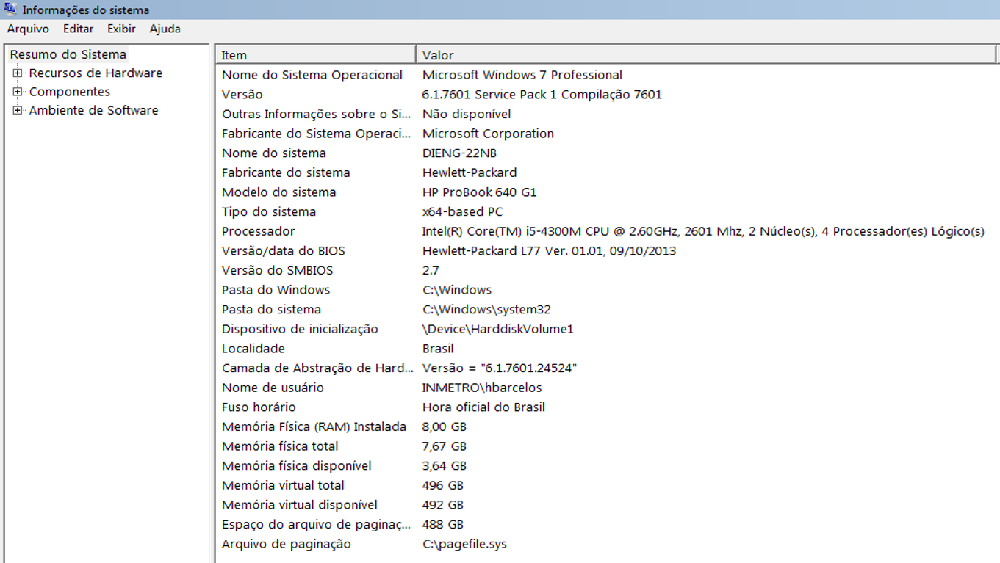 Informações do sistema
Arquivo Editar Exibir Ajuda
Resumo do Sistema
Recursos de Hardware
Componentes
Ambiente de Software
Item Valor
Nome do Sistema Operacional Microsoft Windows 7 Professional
Versão 6.1.7601 Service Pack 1 Compilação 7601
Outras Informações sobre o Si... Não disponível
Fabricante do Sistema Operaci... Microsoft Corporation
Nome do sistema DIENG-22NB
Fabricante do sistema Hewlett-Packard
Modelo do sistema HP ProBook 640 G1
Tipo do sistema x64-based PC
Processador Intel(R) Core(TM) i5-4300M CPU @ 2.60GHz, 2601 Mhz, 2 Núcleo(s), 4 Processador(es) Lógico(s)
Versão/data do BIOS Hewlett-Packard L77 Ver. 01.01, 09/10/2013
Versão do SMBIOS 2.7
Pasta do Windows C:\Windows
Pasta do sistema C:\Windows\system32
Dispositivo de inicialização \Device\HarddiskVolume1
Localidade Brasil
Camada de Abstração de Hard... Versão = "6.1.7601.24524"
Nome de usuário INMETRO\hbarcelos
Fuso horário Hora oficial do Brasil
Memória Física (RAM) Instalada 8,00 GB
Memória física total 7,67 GB
Memória física disponível 3,64 GB
Memória virtual total 496 GB
Memória virtual disponível 492 GB
Espaço do arquivo de paginaç... 488 GB
Arquivo de paginação C:\pagefile.sys